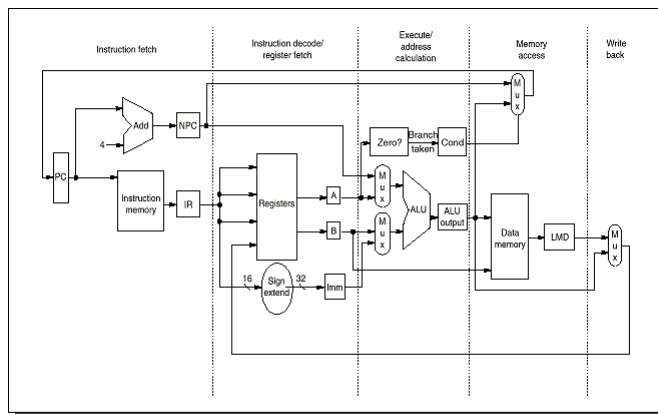 Instruction fetch
Instruction decode/
register fetch
Execute/
address
calculation
Memory
access
Write
back
M
u
x
Add
NPC
4
Zero?
Branch
taken
Cond
PC
Instruction
memory
IR
Registers
A
B
M
u
x
M
u
x
ALU
ALU
output
Data
memory
LMD
M
u
x
16
Sign
extend
32
Imm